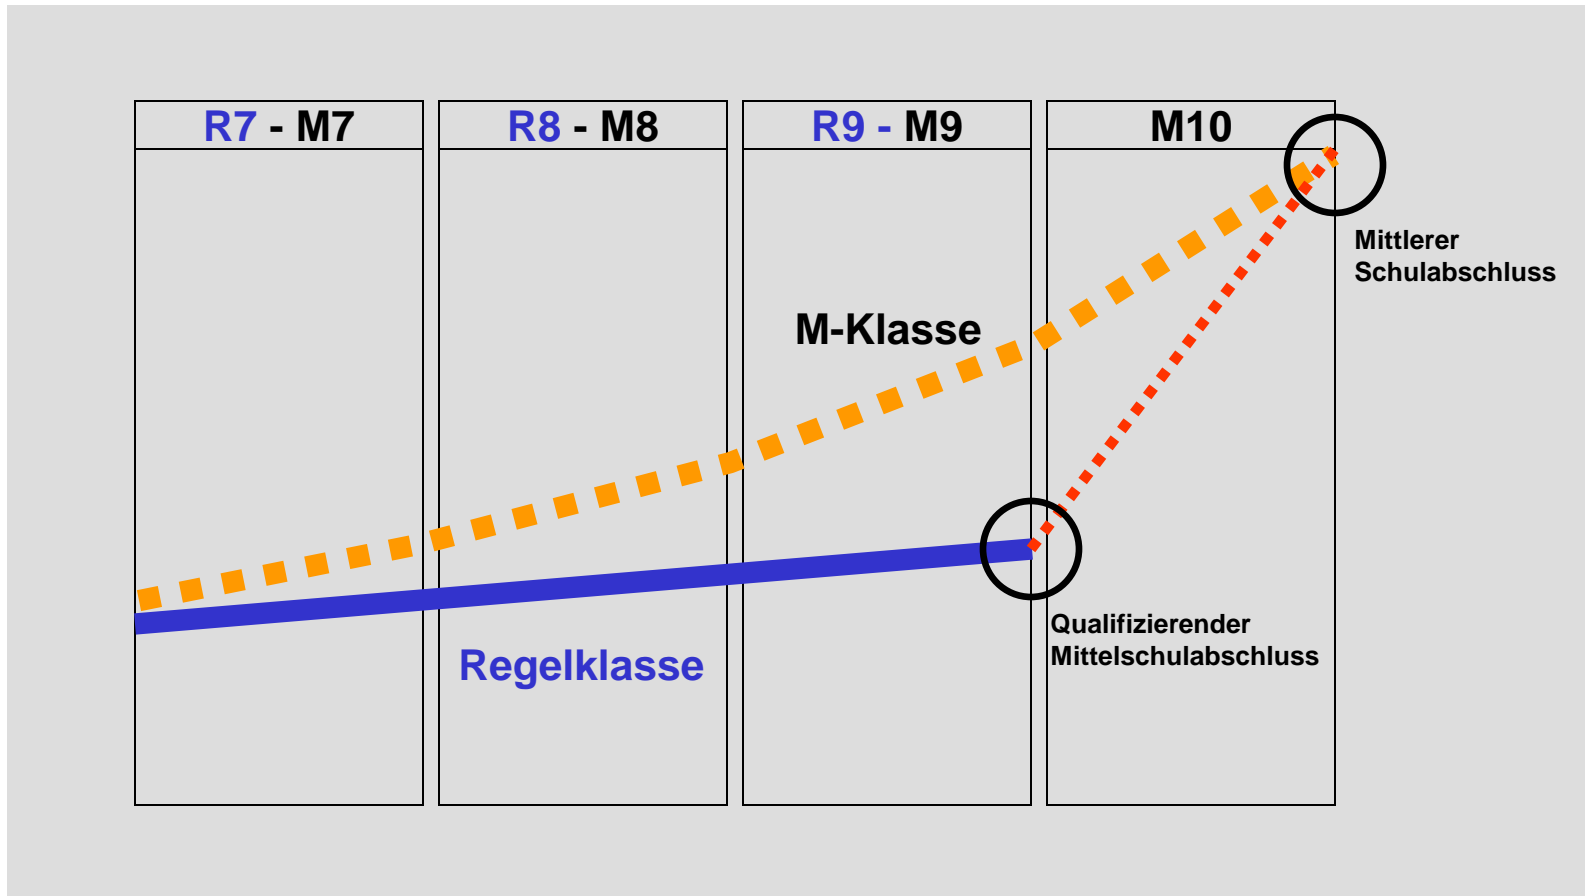 R7 - M7
R8 - M8
R9 - M9
M10
Mittlerer
Schulabschluss
M-Klasse
Qualifizierender
Mittelschulabschluss
Regelklasse